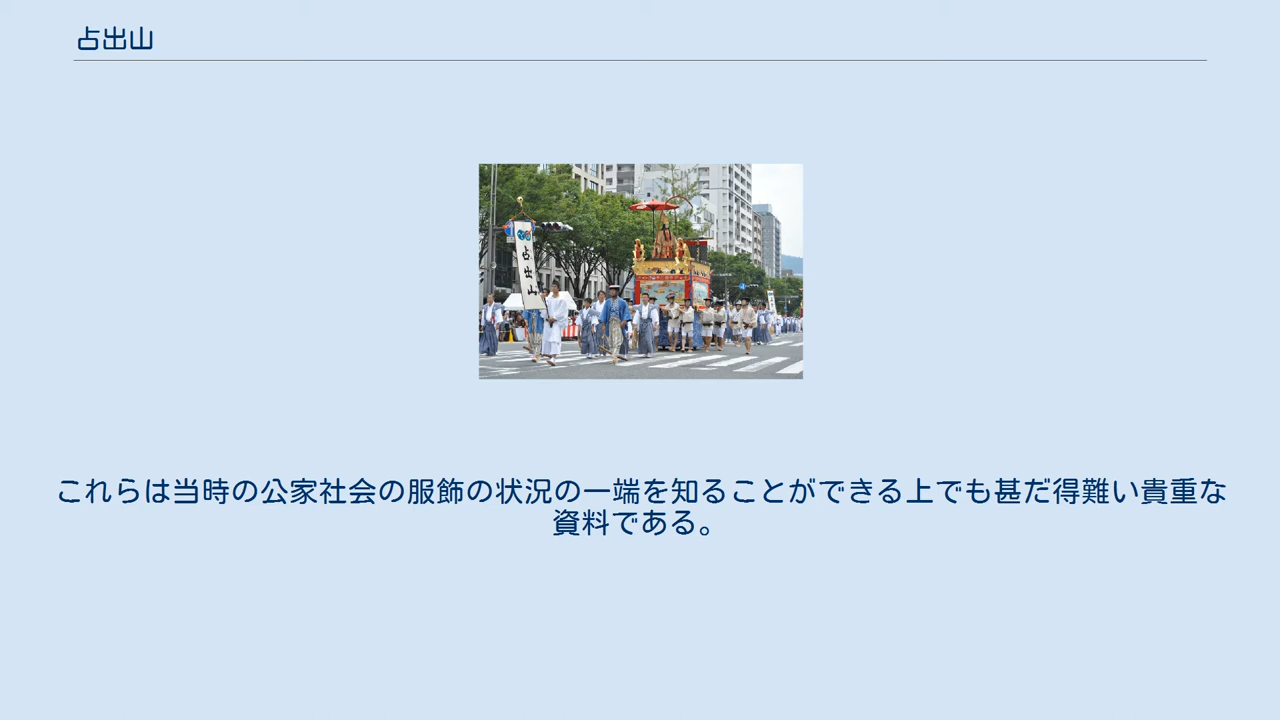 占出山
占出山
これらは当時の公家社会の服飾の状況の一端を知ることができる上でも甚だ得難い貴重な
資料である。